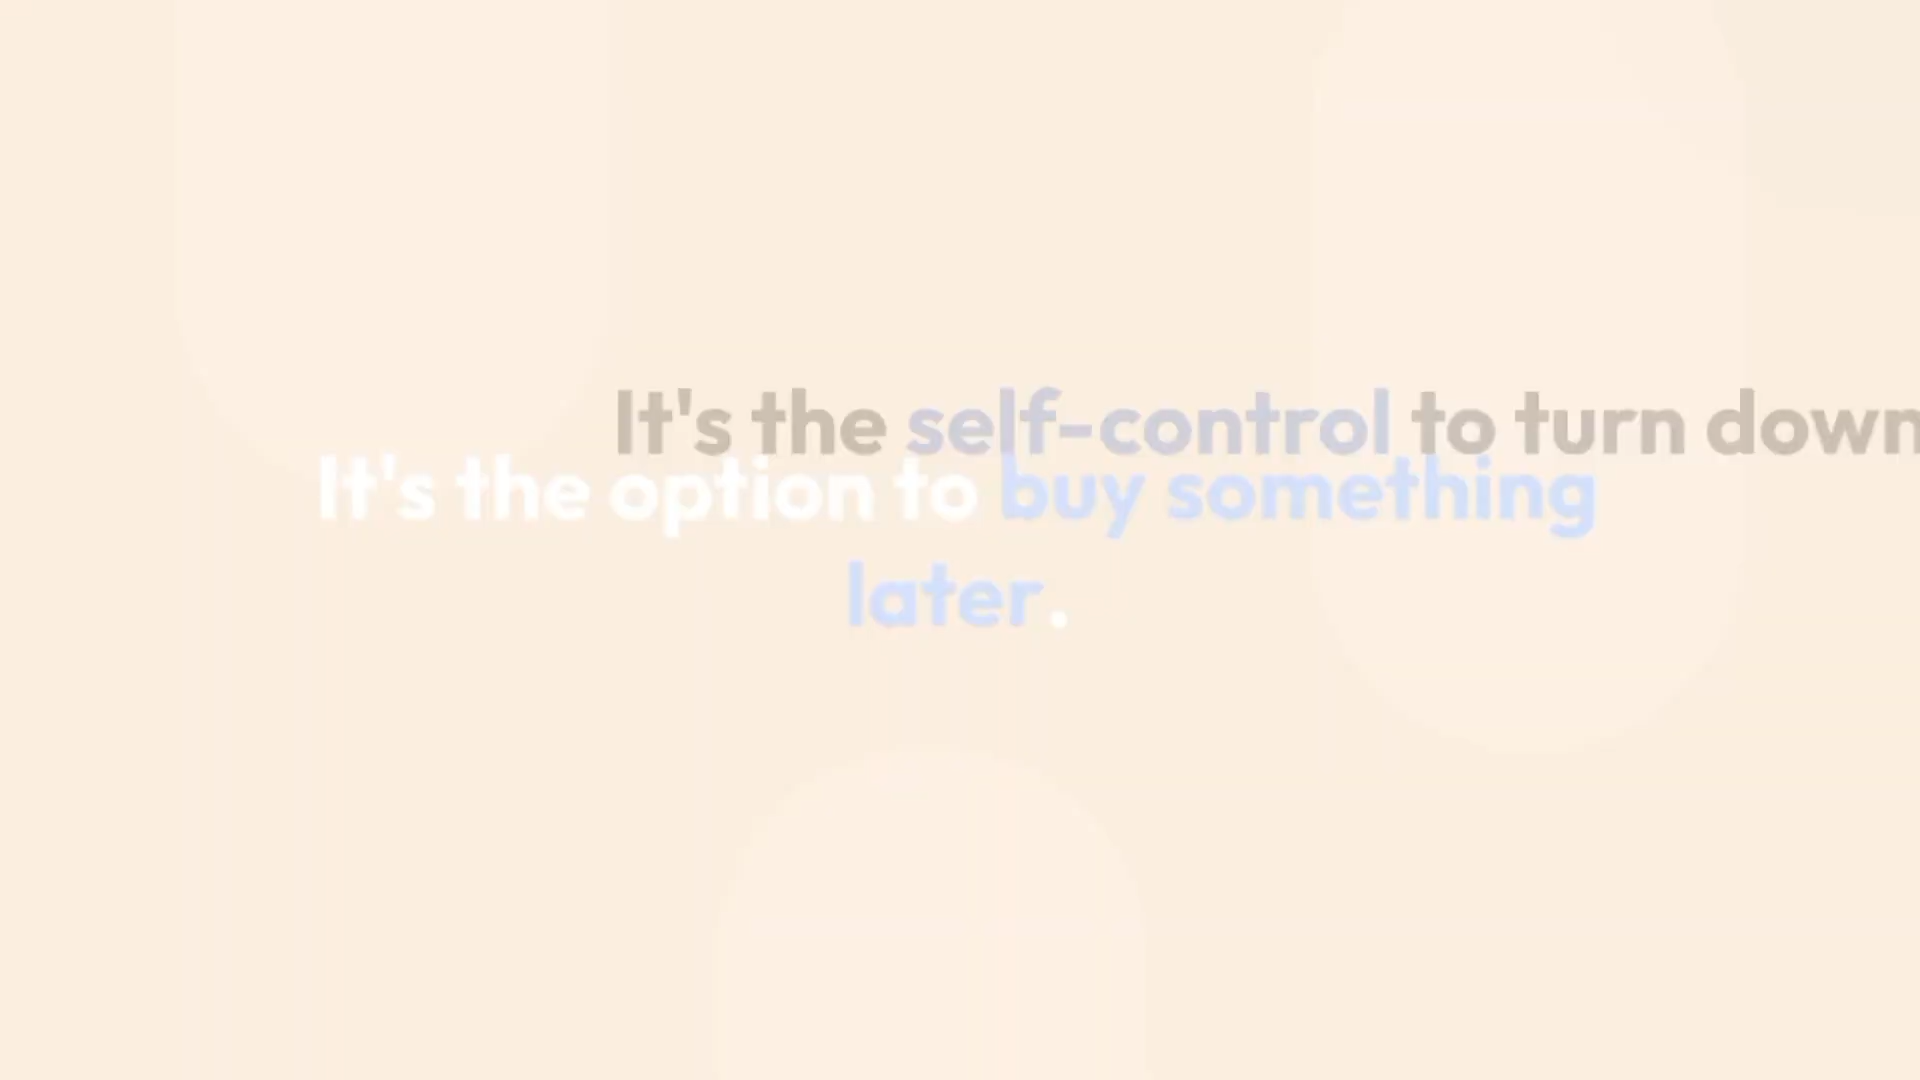 It's the self-control to turn down
It's the option to buy something
later.